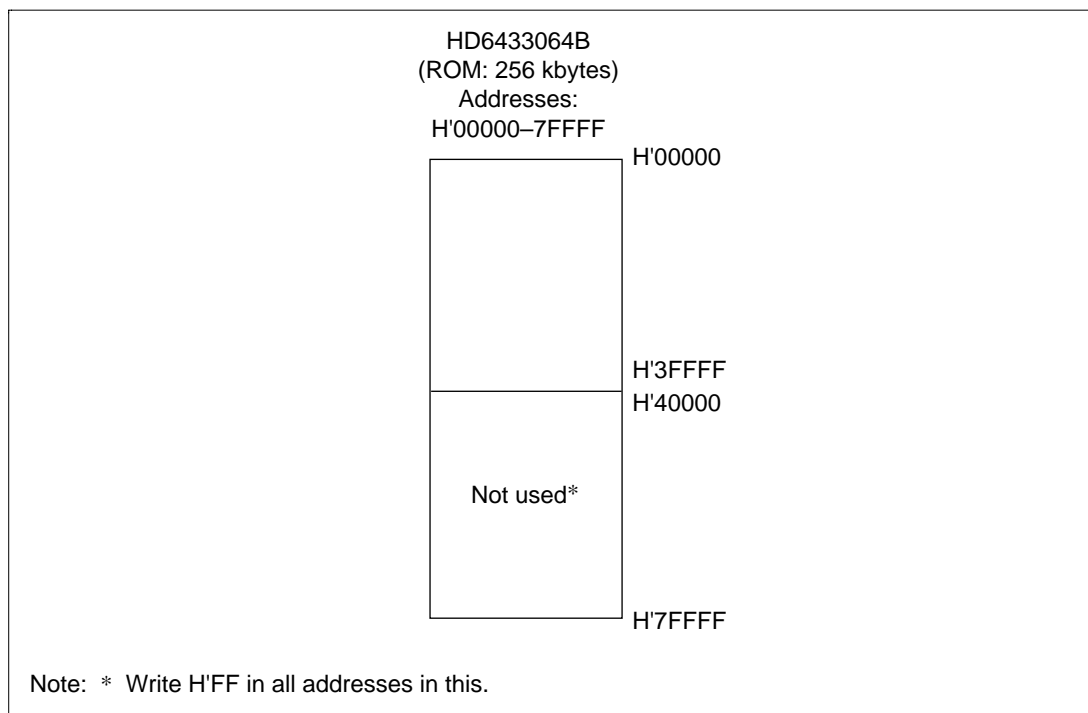 HD6433064B
(ROM: 256 kbytes)
Addresses:
H'00000–7FFFF
H'00000
H'3FFFF
H'40000
Not used*
H'7FFFF
Note: * Write H'FF in all addresses in this.